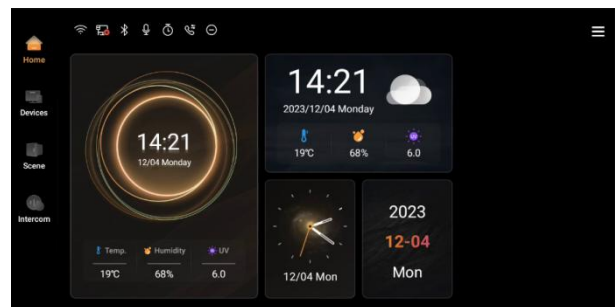 Home
Devices
Scene
Intercom
14:21
12/04 Monday
Temp. Humidity UV
19℃ 68% 6.0
14:21
2023/12/04 Monday
19℃ 68% 6.0
12/04 Mon
2023
12-04
Mon